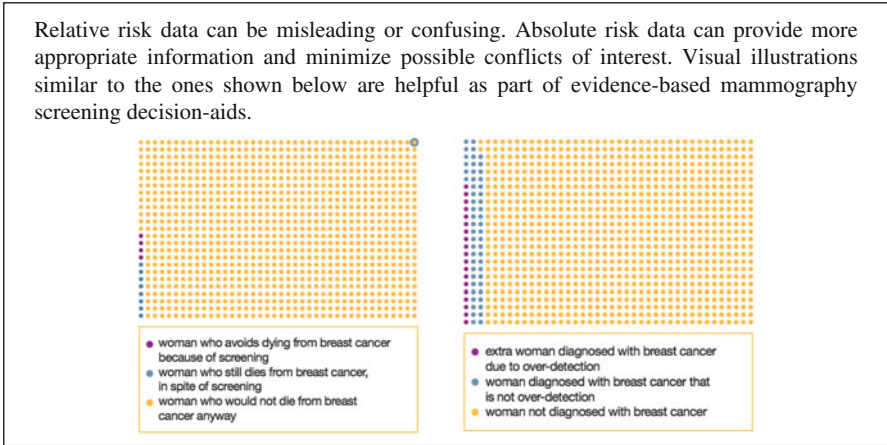 Relative risk data can be misleading or confusing. Absolute risk data can provide more
appropriate information and minimize possible conflicts of interest. Visual illustrations
similar to the ones shown below are helpful as part of evidence-based mammography
screening decision-aids.
woman who avoids dying from breast cancer
because of screening
woman who still dies from breast cancer,
in spite of screening
woman who would not die from breast
cancer anyway
extra woman diagnosed with breast cancer
due to over-detection
woman diagnosed with breast cancer that
is not over-detection
woman not diagnosed with breast cancer